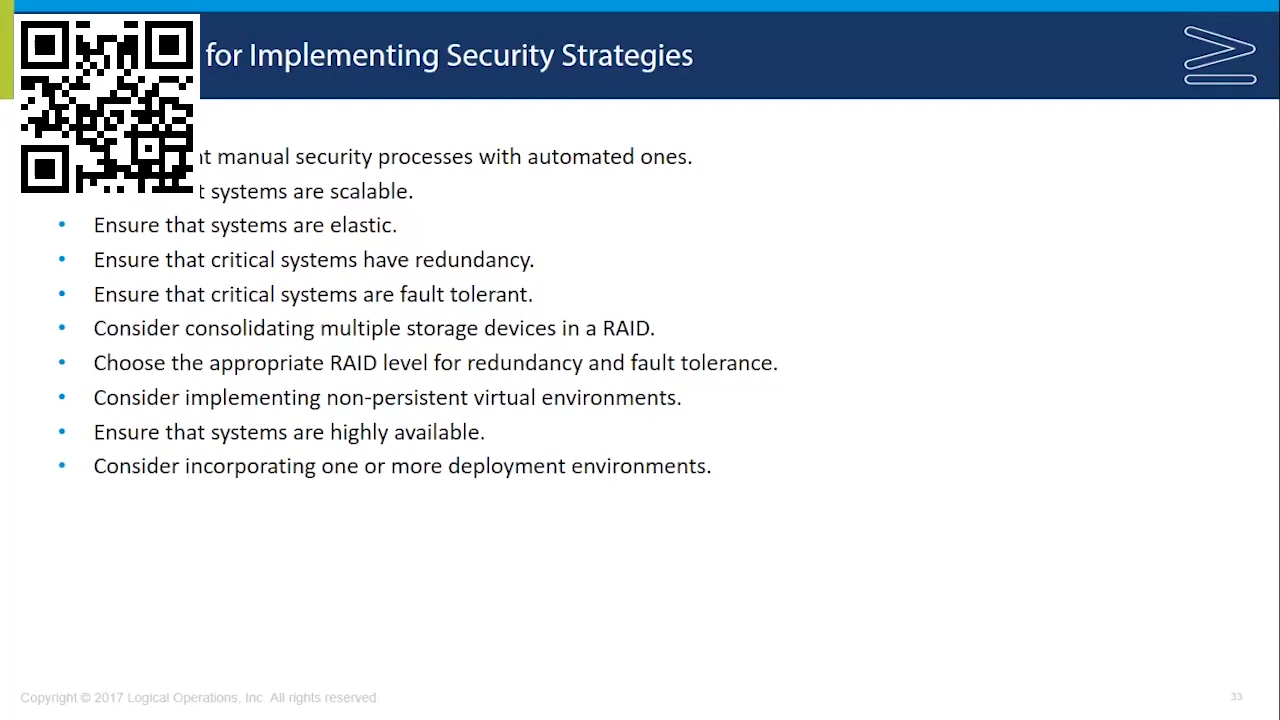 for Implementing Security Strategies
manual security processes with automated ones.
systems are scalable.
• Ensure that systems are elastic.
• Ensure that critical systems have redundancy.
• Ensure that critical systems are fault tolerant.
• Consider consolidating multiple storage devices in a RAID.
• Choose the appropriate RAID level for redundancy and fault tolerance.
• Consider implementing non-persistent virtual environments.
• Ensure that systems are highly available.
• Consider incorporating one or more deployment environments.
Copyright © 2017 Logical Operations, Inc. All rights reserved.
33